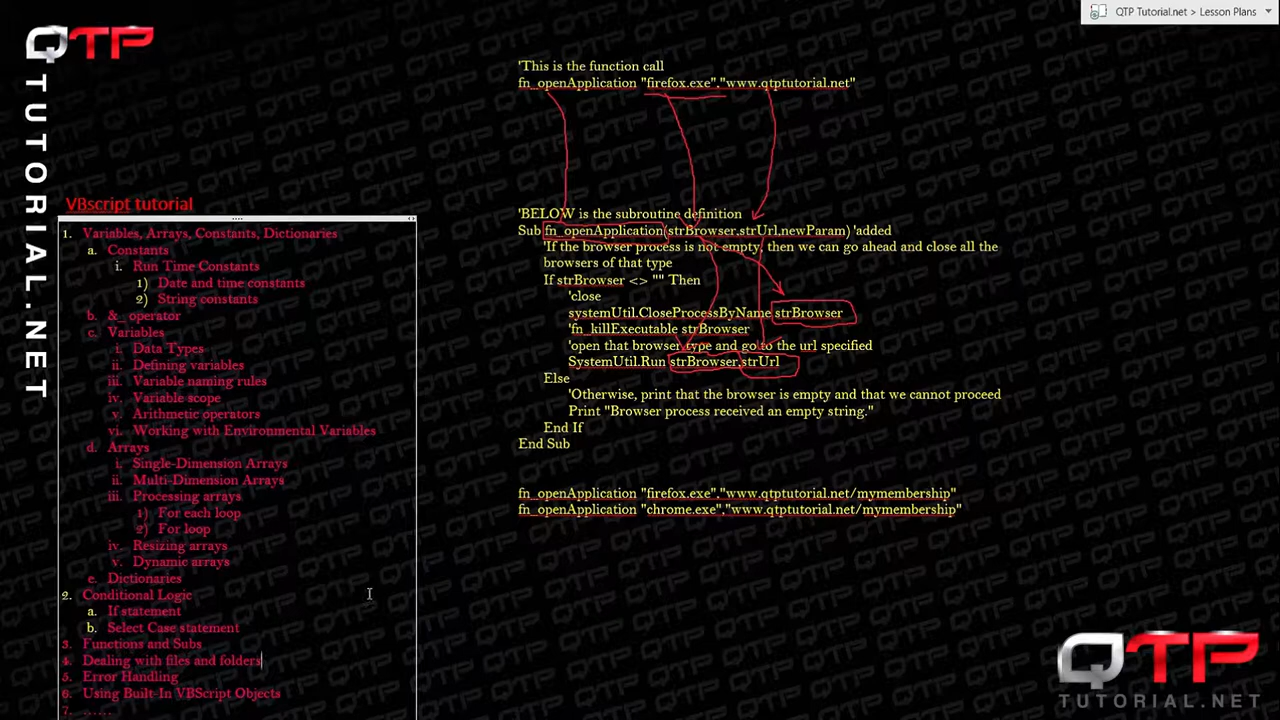 QTP Tutorial.net > Lesson Plans
QTP
QTUTORIAL.NET
'This is the function call
fn_openApplication "firefox.exe","www.qtptutorial.net"
'BELOW is the subroutine definition
Sub fn_openApplication(strBrowser,strUrl,newParam) 'added
'If the browser process is not empty, then we can go ahead and close all the
browsers of that type
If strBrowser <> "" Then
'close
systemUtil.CloseProcessByName strBrowser
'fn_killExecutable strBrowser
'open that browser type and go to the url specified
SystemUtil.Run strBrowser,strUrl
Else
'Otherwise, print that the browser is empty and that we cannot proceed
Print "Browser process received an empty string."
End If
End Sub
fn_openApplication "firefox.exe","www.qtptutorial.net/mymembership"
fn_openApplication "chrome.exe","www.qtptutorial.net/mymembership"
VBscript tutorial
1. Variables, Arrays, Constants, Dictionaries
a. Constants
i. Run Time Constants
1) Date and time constants
2) String constants
b. &_ operator
c. Variables
i. Data Types
ii. Defining variables
iii. Variable naming rules
iv. Variable scope
v. Arithmetic operators
vi. Working with Environmental Variables
d. Arrays
i. Single-Dimension Arrays
ii. Multi-Dimension Arrays
iii. Processing arrays
1) For each loop
2) For loop
iv. Resizing arrays
v. Dynamic arrays
e. Dictionaries
2. Conditional Logic
a. If statement
b. Select Case statement
3. Functions and Subs
4. Dealing with files and folders
5. Error Handling
6. Using Built-In VBScript Objects
7. ......
QTP
TUTORIAL.NET